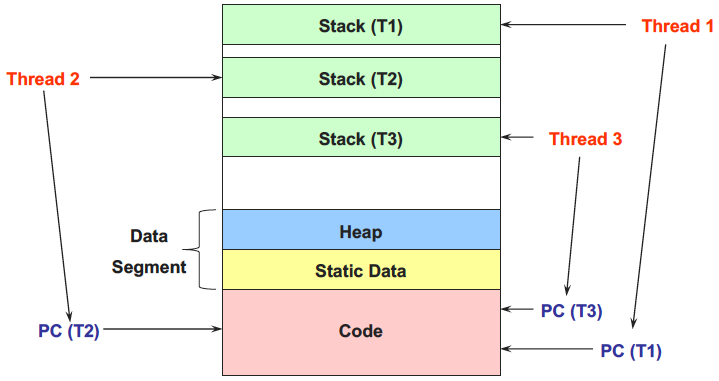 Stack (T1)
Thread 1
Thread 2
Stack (T2)
Stack (T3)
Thread 3
Data
Segment
Heap
Static Data
PC (T3)
PC (T2)
Code
PC (T1)